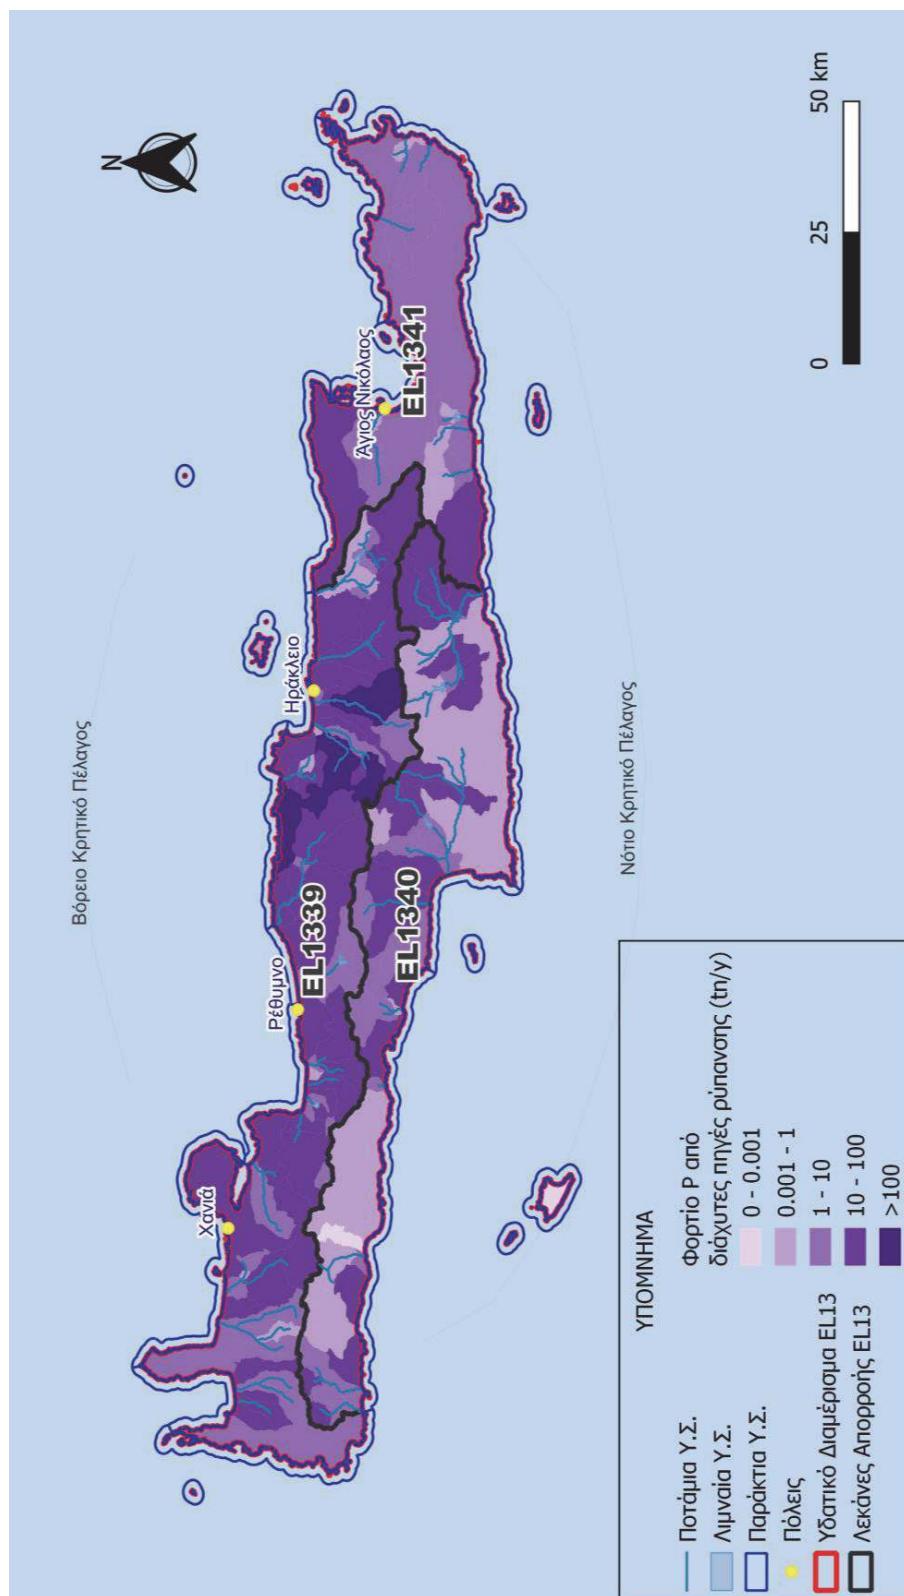 N
Βόρειο Κρητικό Πέλαγος
Χανιά
Ρέθυμνο
Ηράκλειο
Άγιος Νικόλαος
EL1339
EL1340
EL1341
Νότιο Κρητικό Πέλαγος
0 25 50 km
ΥΠΟΜΝΗΜΑ
Ποτάμια Υ.Σ.
Λιμναία Υ.Σ.
Παράκτια Υ.Σ.
Πόλεις
Υδατικό Διαμέρισμα EL13
Λεκάνες Απορροής EL13
Φορτίο P από
διάχυτες πηγές ρύπανσης (tn/y)
0 - 0.001
0.001 - 1
1 - 10
10 - 100
>100